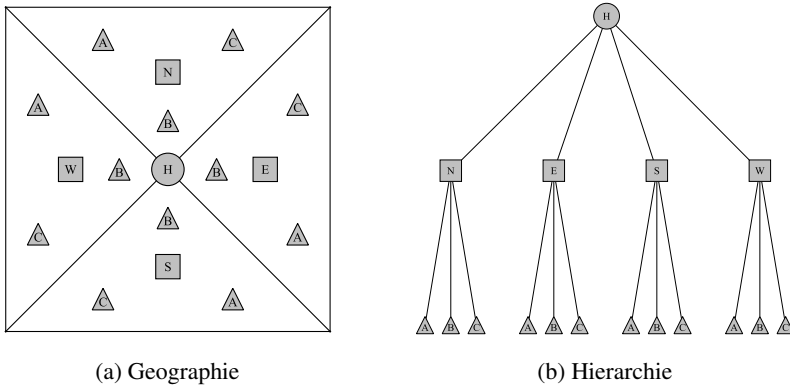 A C
N
A B C
W B H B E
B
C S A
C A
(a) Geographie
H
N E S W
A B C A B C A B C A B C
(b) Hierarchie